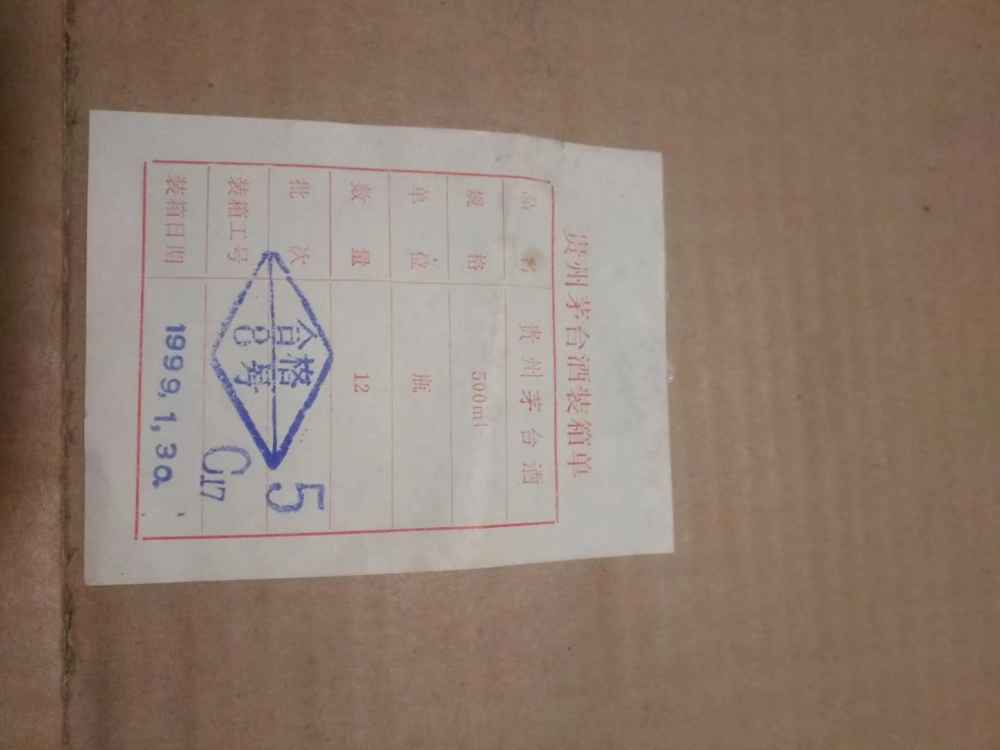 贵州茅台酒装箱单
品名 贵州茅台酒
规格 500ml
单位 瓶
数量 12
批次 5
装箱工号 C17
装箱日期 1999,1,30
合格
8号